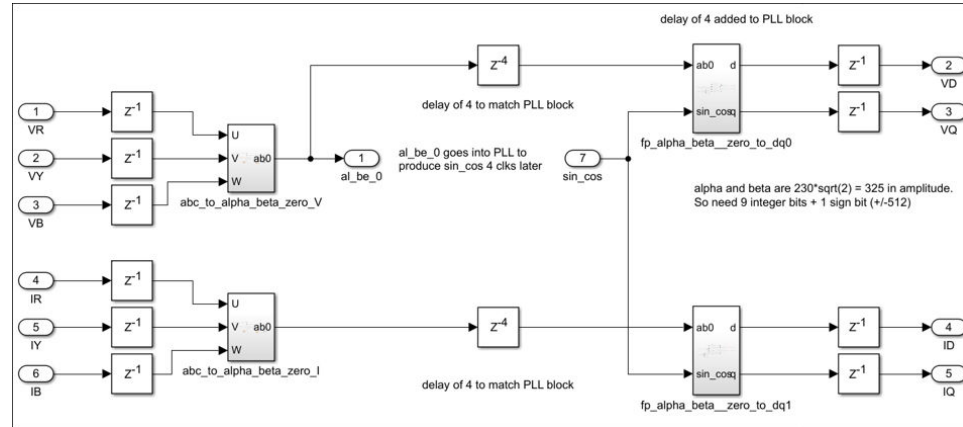 delay of 4 added to PLL block
Z-4
ab0 d
sin_cosq
fp_alpha_beta__zero_to_dq0
Z-1
2
VD
Z-1
3
VQ
delay of 4 to match PLL block
1
VR
Z-1
2
VY
Z-1
3
VB
Z-1
U
V ab0
W
abc_to_alpha_beta_zero_V
1
al_be_0
al_be_0 goes into PLL to
produce sin_cos 4 clks later
7
sin_cos
alpha and beta are 230*sqrt(2) = 325 in amplitude.
So need 9 integer bits + 1 sign bit (+/-512)
4
IR
Z-1
5
IY
Z-1
6
IB
Z-1
U
V ab0
W
abc_to_alpha_beta_zero_I
Z-4
delay of 4 to match PLL block
ab0 d
sin_cosq
fp_alpha_beta__zero_to_dq1
Z-1
4
ID
Z-1
5
IQ